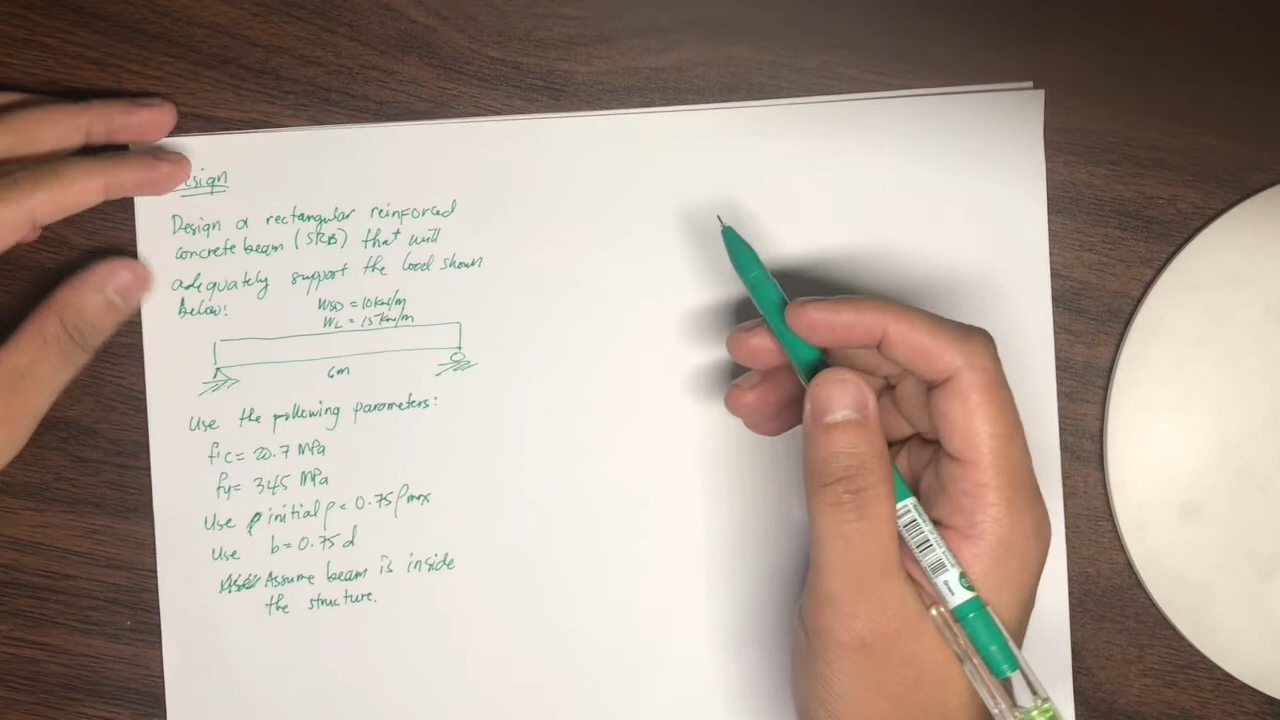 esign
Design a rectangular reinforced
concrete beam (SRB) that will
adequately support the load shown
below:
WSD = 10 kN/m
WL = 15 kN/m
6m
Use the following parameters:
f'c = 20.7 MPa
fy = 345 MPa
Use ρ initial ρ = 0.75 ρmax
Use b = 0.75 d
Assume beam is inside
the structure.